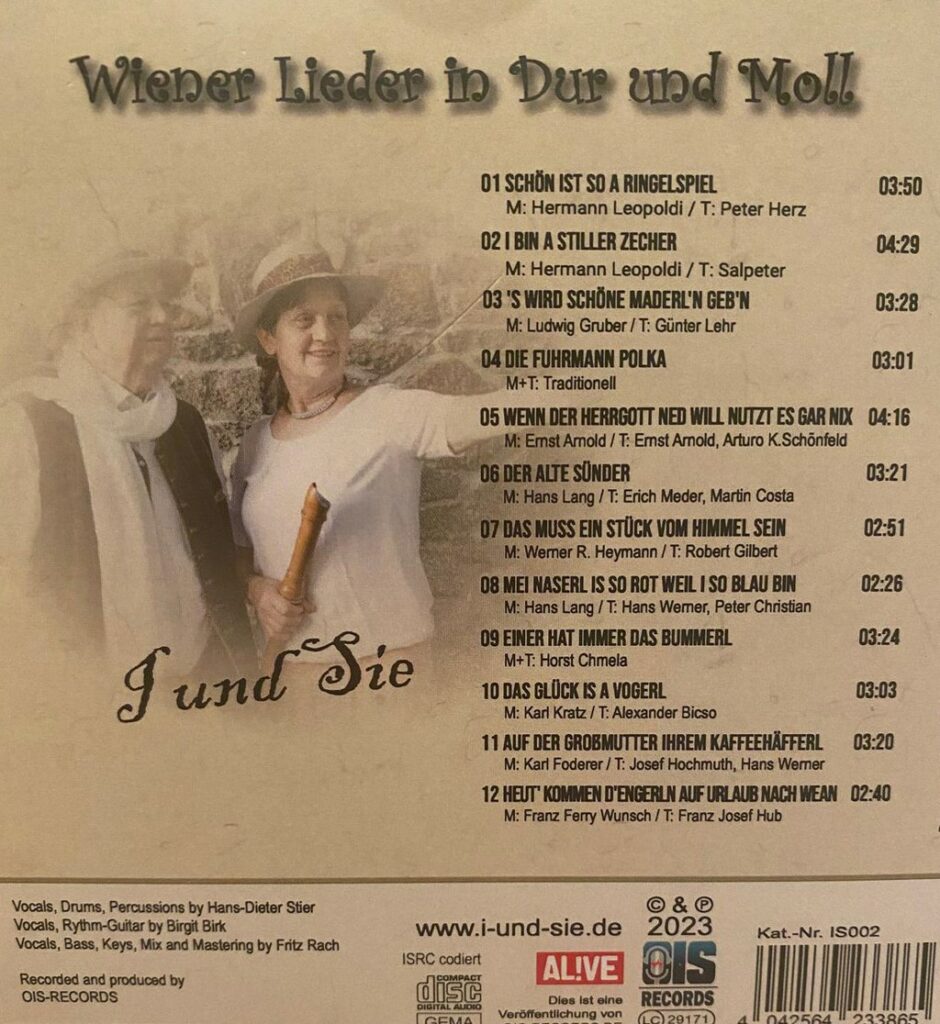 Wiener Lieder in Dur und Moll
01 SCHÖN IST SO A RINGELSPIEL 03:50
M: Hermann Leopoldi / T: Peter Herz
02 I BIN A STILLER ZECHER 04:29
M: Hermann Leopoldi / T: Salpeter
03 'S WIRD SCHÖNE MADERL'N GEB'N 03:28
M: Ludwig Gruber / T: Günter Lehr
04 DIE FUHRMANN POLKA 03:01
M+T: Traditionell
05 WENN DER HERRGOTT NED WILL NUTZT ES GAR NIX 04:16
M: Ernst Arnold / T: Ernst Arnold, Arturo K.Schönfeld
06 DER ALTE SÜNDER 03:21
M: Hans Lang / T: Erich Meder, Martin Costa
07 DAS MUSS EIN STÜCK VOM HIMMEL SEIN 02:51
M: Werner R. Heymann / T: Robert Gilbert
08 MEI NASERL IS SO ROT WEIL I SO BLAU BIN 02:26
M: Hans Lang / T: Hans Werner, Peter Christian
09 EINER HAT IMMER DAS BUMMERL 03:24
M+T: Horst Chmela
10 DAS GLÜCK IS A VOGERL 03:03
M: Karl Kratz / T: Alexander Bicso
11 AUF DER GROßMUTTER IHREM KAFFEEHÄFFERL 03:20
M: Karl Foderer / T: Josef Hochmuth, Hans Werner
12 HEUT' KOMMEN D'ENGERLN AUF URLAUB NACH WEAN 02:40
M: Franz Ferry Wunsch / T: Franz Josef Hub
I und Sie
Vocals, Drums, Percussions by Hans-Dieter Stier
Vocals, Rythm-Guitar by Birgit Birk
Vocals, Bass, Keys, Mix and Mastering by Fritz Rach
Recorded and produced by
OIS-RECORDS
www.i-und-sie.de
ISRC codiert
COMPACT
disc
DIGITAL AUDIO
GEMA
AL!VE
Dies ist eine
Veröffentlichung von
© & ℗
2023
OIS
RECORDS
LC 29171
Kat.-Nr. IS002
4 042564 233865